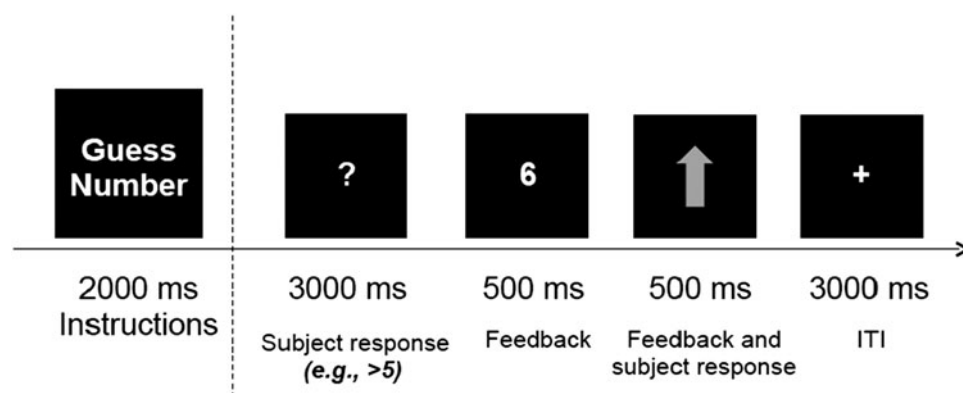 Guess
Number
?
6
+
2000 ms
Instructions
3000 ms
Subject response
(e.g., >5)
500 ms
Feedback
500 ms
Feedback and
subject response
3000 ms
ITI